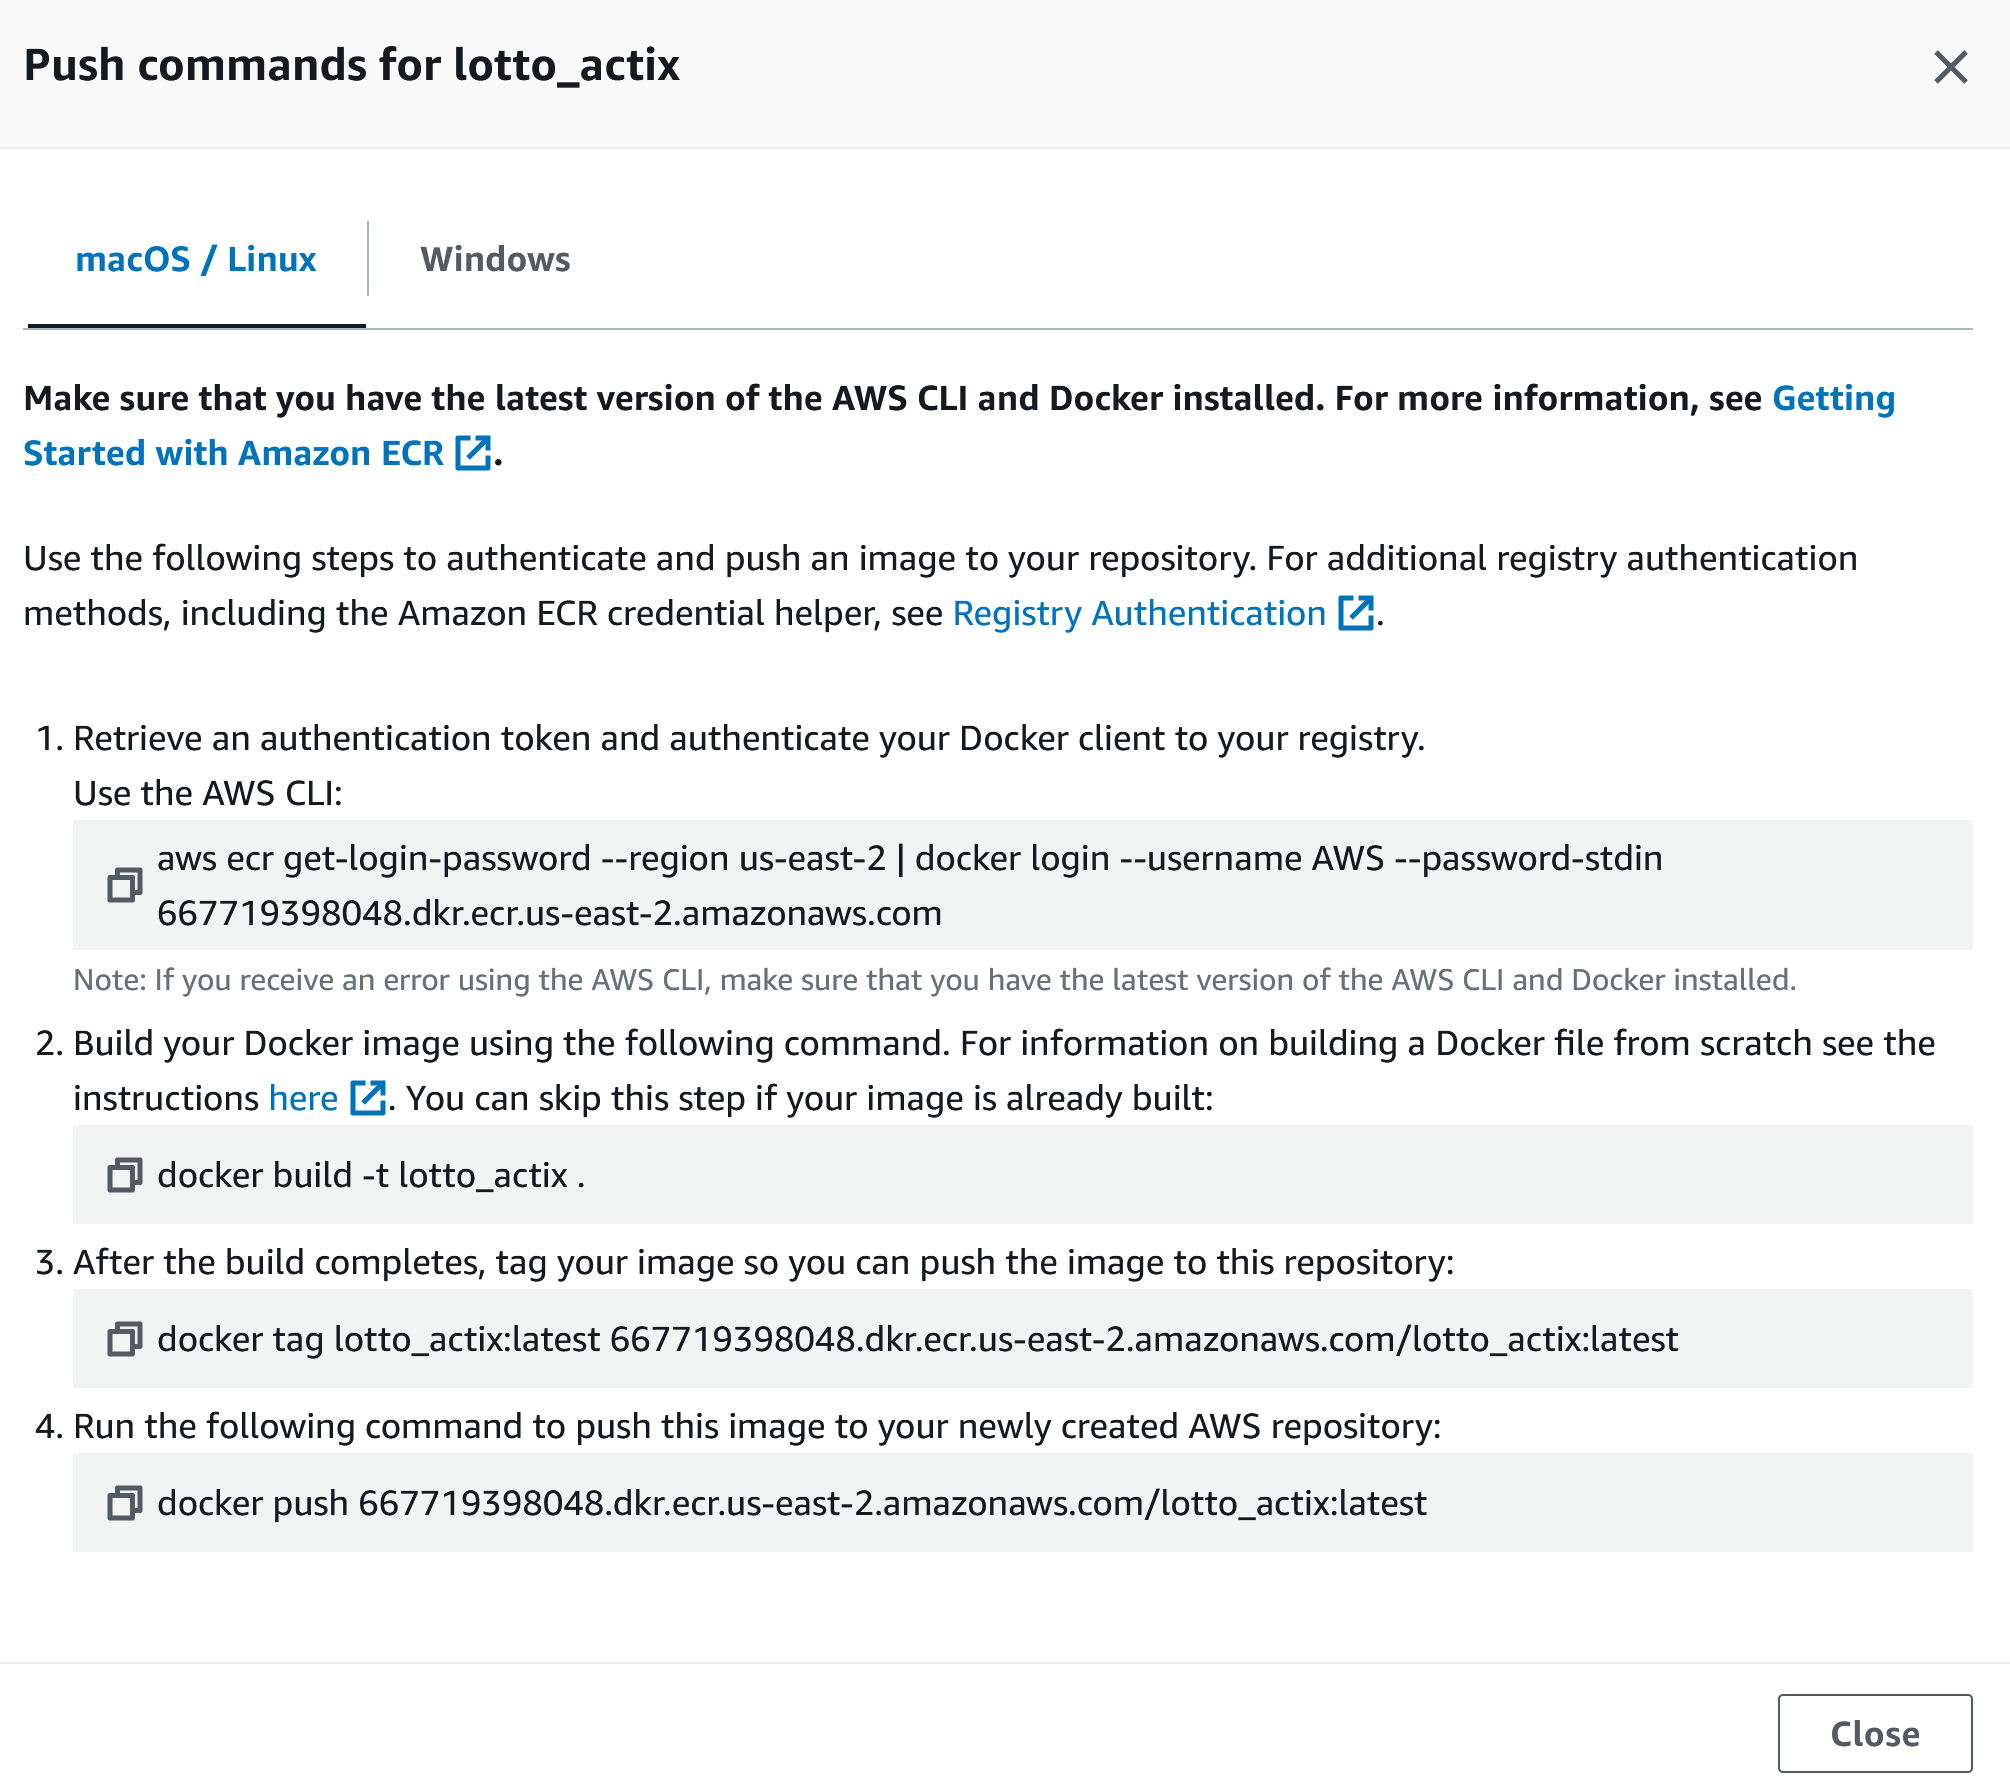 Push commands for lotto_actix
macOS / Linux
Windows
Make sure that you have the latest version of the AWS CLI and Docker installed. For more information, see Getting
Started with Amazon ECR.
Use the following steps to authenticate and push an image to your repository. For additional registry authentication
methods, including the Amazon ECR credential helper, see Registry Authentication.
1. Retrieve an authentication token and authenticate your Docker client to your registry.
Use the AWS CLI:
aws ecr get-login-password --region us-east-2 | docker login --username AWS --password-stdin
667719398048.dkr.ecr.us-east-2.amazonaws.com
Note: If you receive an error using the AWS CLI, make sure that you have the latest version of the AWS CLI and Docker installed.
2. Build your Docker image using the following command. For information on building a Docker file from scratch see the
instructions here. You can skip this step if your image is already built:
docker build -t lotto_actix .
3. After the build completes, tag your image so you can push the image to this repository:
docker tag lotto_actix:latest 667719398048.dkr.ecr.us-east-2.amazonaws.com/lotto_actix:latest
4. Run the following command to push this image to your newly created AWS repository:
docker push 667719398048.dkr.ecr.us-east-2.amazonaws.com/lotto_actix:latest
Close